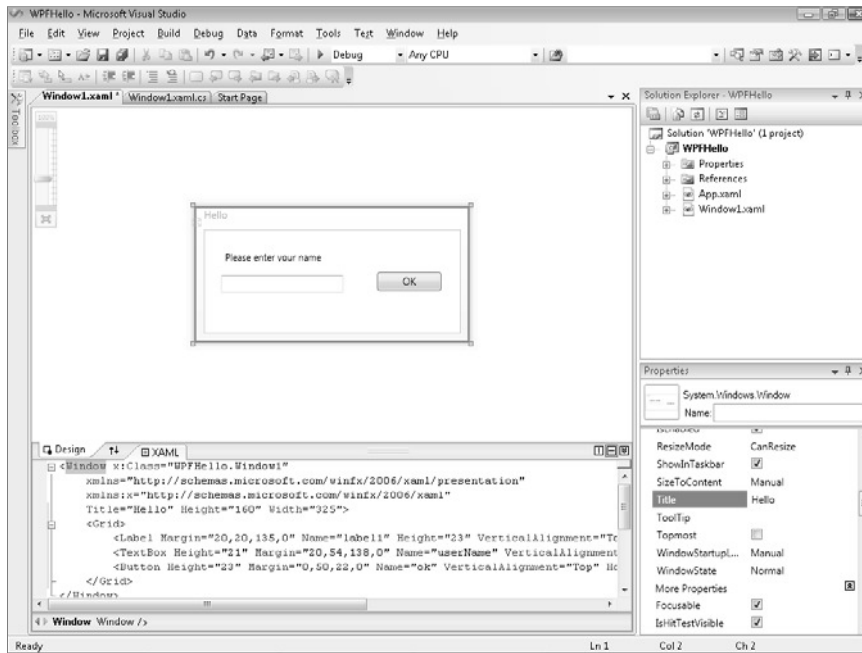 WPFHello - Microsoft Visual Studio
File Edit View Project Build Debug Data Format Tools Test Window Help
Debug Any CPU
Toolbox
Window1.xaml * Window1.xaml.cs Start Page
100%
Hello
Please enter your name
OK
Design XAML
<Window x:Class="WPFHello.Window1"
xmlns="http://schemas.microsoft.com/winfx/2006/xaml/presentation"
xmlns:x="http://schemas.microsoft.com/winfx/2006/xaml"
Title="Hello" Height="160" Width="325">
<Grid>
<Label Margin="20,20,135,0" Name="label1" Height="23" VerticalAlignment="To
<TextBox Height="21" Margin="20,54,138,0" Name="userName" VerticalAlignment
<Button Height="23" Margin="0,50,22,0" Name="ok" VerticalAlignment="Top" Ho
</Grid>
</Window>
Window Window />
Solution Explorer - WPFHello
Solution 'WPFHello' (1 project)
WPFHello
Properties
References
App.xaml
Window1.xaml
Properties
System.Windows.Window
Name:
IsEnabled
ResizeMode CanResize
ShowInTaskbar
SizeToContent Manual
Title Hello
ToolTip
Topmost
WindowStartupL... Manual
WindowState Normal
More Properties
Focusable
IsHitTestVisible
Ready Ln 1 Col 2 Ch 2